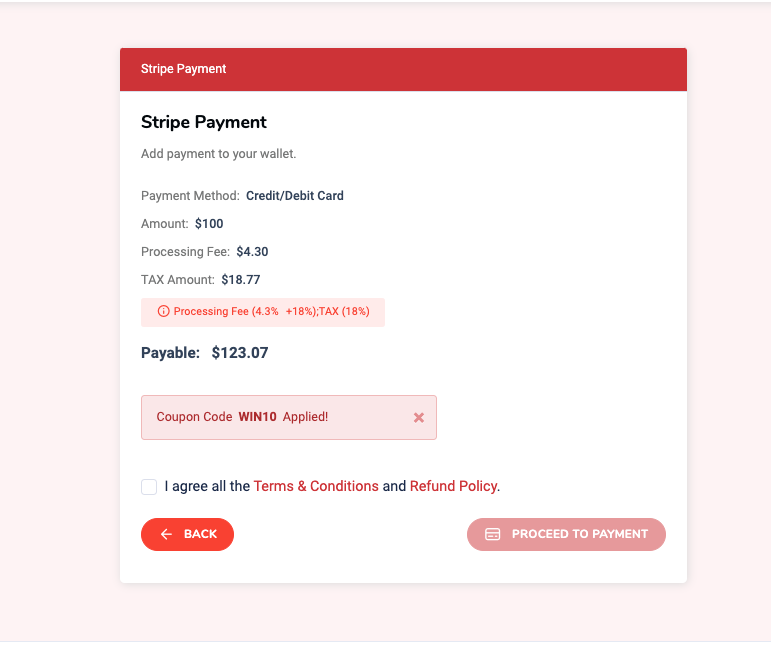 Stripe Payment
Stripe Payment
Add payment to your wallet.
Payment Method: Credit/Debit Card
Amount: $100
Processing Fee: $4.30
TAX Amount: $18.77
Processing Fee (4.3% +18%);TAX (18%)
Payable: $123.07
Coupon Code WIN10 Applied!
I agree all the Terms & Conditions and Refund Policy.
BACK
PROCEED TO PAYMENT